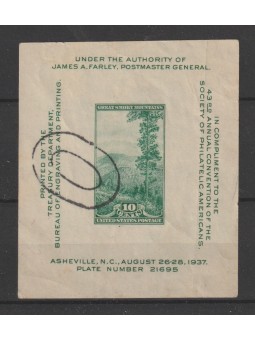 UNDER THE AUTHORITY OF
JAMES A. FARLEY, POSTMASTER GENERAL.
PRINTED BY THE
TREASURY DEPARTMENT,
BUREAU OF ENGRAVING AND PRINTING.
GREAT SMOKY MOUNTAINS
10
CENTS
UNITED STATES POSTAGE
IN COMPLIMENT TO THE
43RD ANNUAL CONVENTION OF THE
SOCIETY OF PHILATELIC AMERICANS.
ASHEVILLE, N.C., AUGUST 26-28, 1937.
PLATE NUMBER 21695